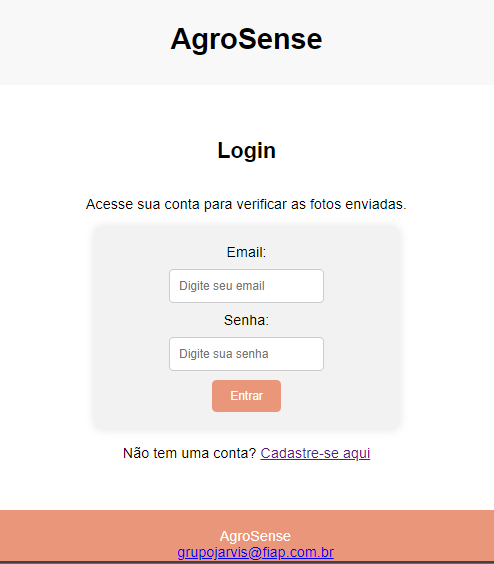 AgroSense
Login
Acesse sua conta para verificar as fotos enviadas.
Email:
Digite seu email
Senha:
Digite sua senha
Entrar
Não tem uma conta? Cadastre-se aqui
AgroSense
grupojarvis@fiap.com.br